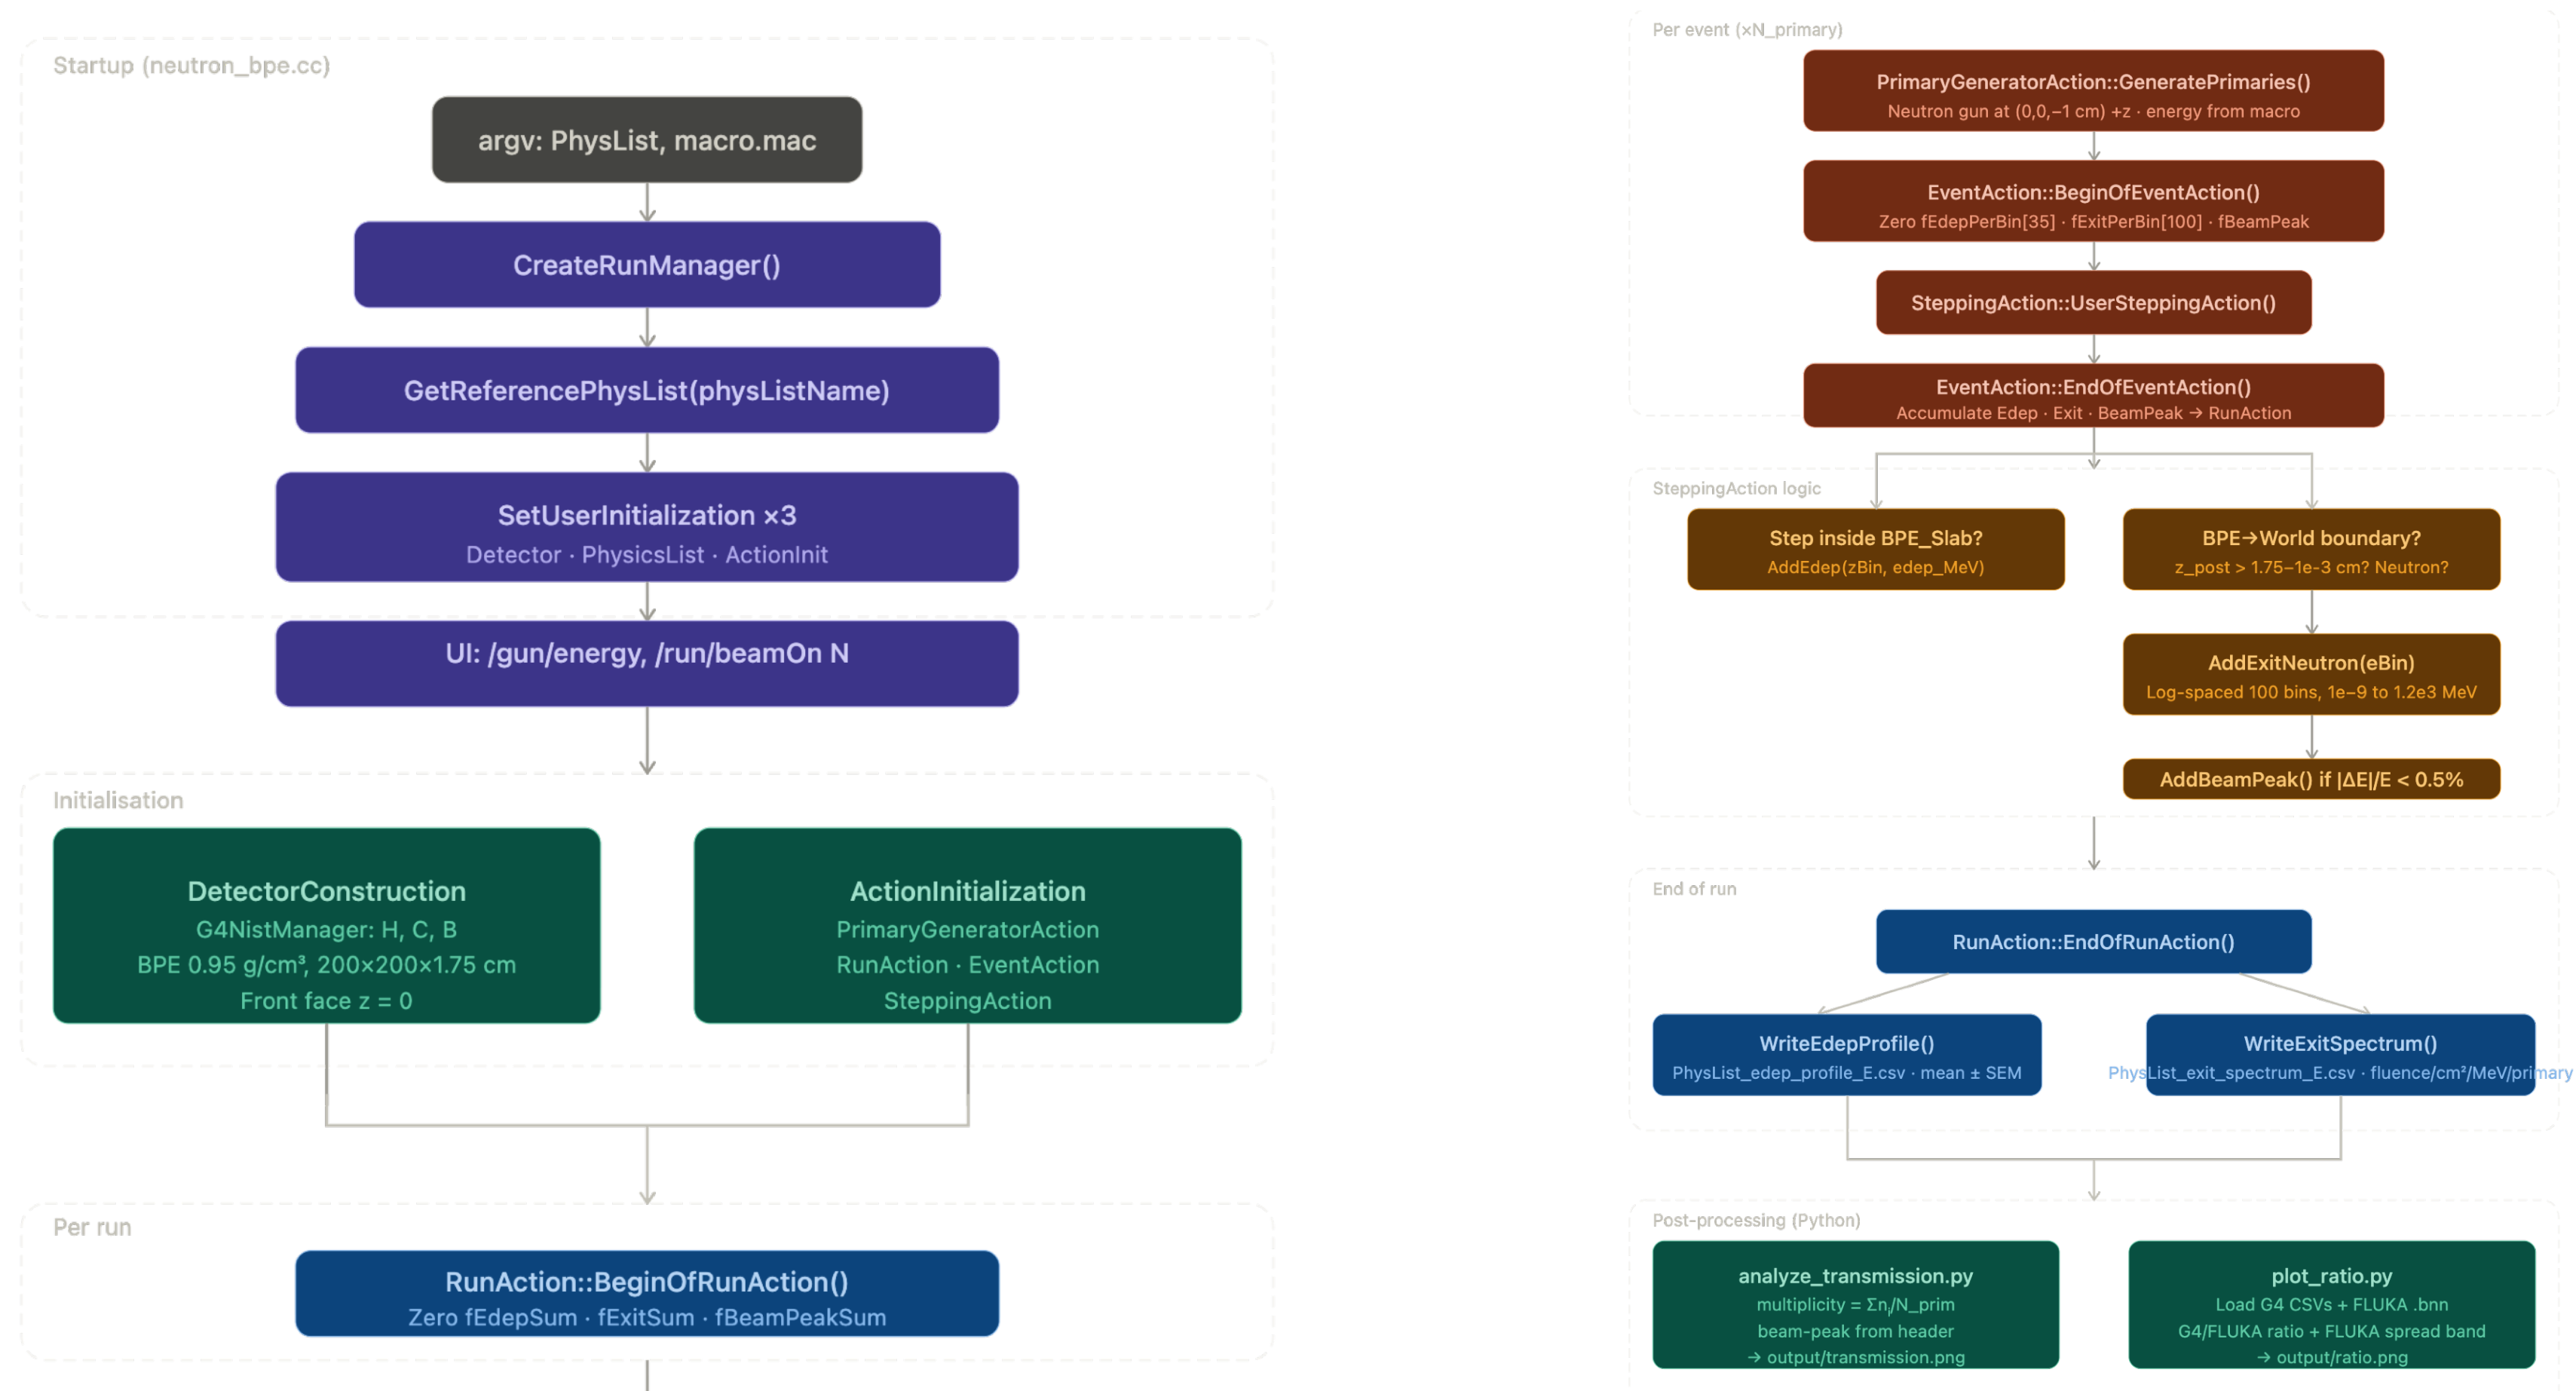 Startup (neutron_bpe.cc)
argv: PhysList, macro.mac
CreateRunManager()
GetReferencePhysList(physListName)
SetUserInitialization ×3
Detector · PhysicsList · ActionInit
UI: /gun/energy, /run/beamOn N
Initialisation
DetectorConstruction
G4NistManager: H, C, B
BPE 0.95 g/cm³, 200×200×1.75 cm
Front face z = 0
ActionInitialization
PrimaryGeneratorAction
RunAction · EventAction
SteppingAction
Per run
RunAction::BeginOfRunAction()
Zero fEdepSum · fExitSum · fBeamPeakSum
Per event (×N_primary)
PrimaryGeneratorAction::GeneratePrimaries()
Neutron gun at (0,0,−1 cm) +z · energy from macro
EventAction::BeginOfEventAction()
Zero fEdepPerBin[35] · fExitPerBin[100] · fBeamPeak
SteppingAction::UserSteppingAction()
EventAction::EndOfEventAction()
Accumulate Edep · Exit · BeamPeak → RunAction
SteppingAction logic
Step inside BPE_Slab?
AddEdep(zBin, edep_MeV)
BPE→World boundary?
z_post > 1.75−1e-3 cm? Neutron?
AddExitNeutron(eBin)
Log-spaced 100 bins, 1e−9 to 1.2e3 MeV
AddBeamPeak() if |ΔE|/E < 0.5%
End of run
RunAction::EndOfRunAction()
WriteEdepProfile()
PhysList_edep_profile_E.csv · mean ± SEM
WriteExitSpectrum()
PhysList_exit_spectrum_E.csv · fluence/cm²/MeV/primary
Post-processing (Python)
analyze_transmission.py
multiplicity = Σnᵢ/N_prim
beam-peak from header
→ output/transmission.png
plot_ratio.py
Load G4 CSVs + FLUKA .bnn
G4/FLUKA ratio + FLUKA spread band
→ output/ratio.png